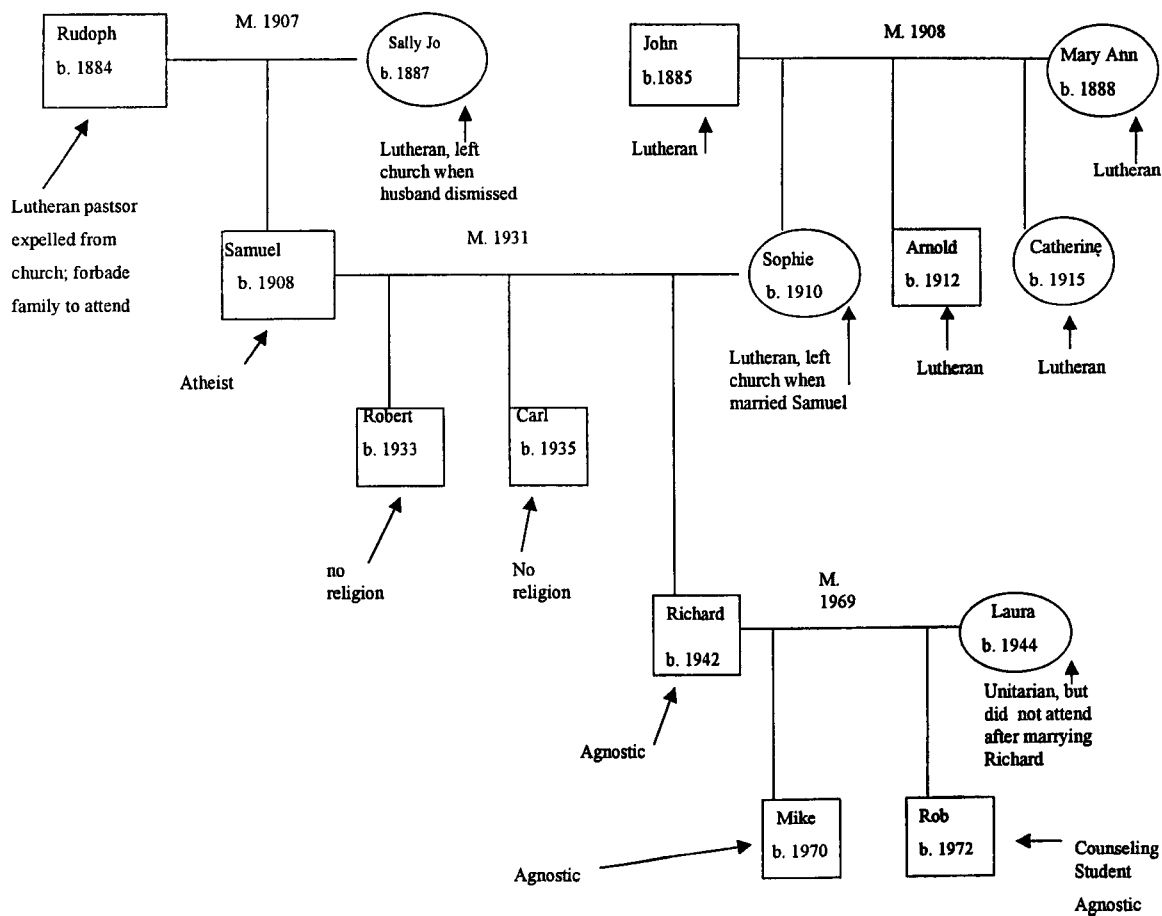 M. 1907
Rudoph
b. 1884
Sally Jo
b. 1887
John
b.1885
M. 1908
Mary Ann
b. 1888
Lutheran pastsor
expelled from
church; forbade
family to attend
Lutheran, left
church when
husband dismissed
Lutheran
Lutheran
Samuel
b. 1908
M. 1931
Sophie
b. 1910
Arnold
b. 1912
Catherine
b. 1915
Atheist
Lutheran, left
church when
married Samuel
Lutheran
Lutheran
Robert
b. 1933
Carl
b. 1935
no
religion
No
religion
M.
1969
Richard
b. 1942
Laura
b. 1944
Agnostic
Unitarian, but
did not attend
after marrying
Richard
Mike
b. 1970
Rob
b. 1972
Agnostic
Counseling
Student
Agnostic